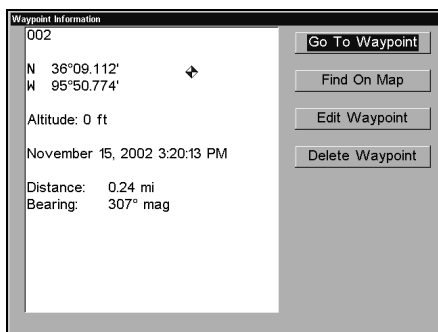 Waypoint Information
002
N 36°09.112'
W 95°50.774'
Altitude: 0 ft
November 15, 2002 3:20:13 PM
Distance: 0.24 mi
Bearing: 307° mag
Go To Waypoint
Find On Map
Edit Waypoint
Delete Waypoint